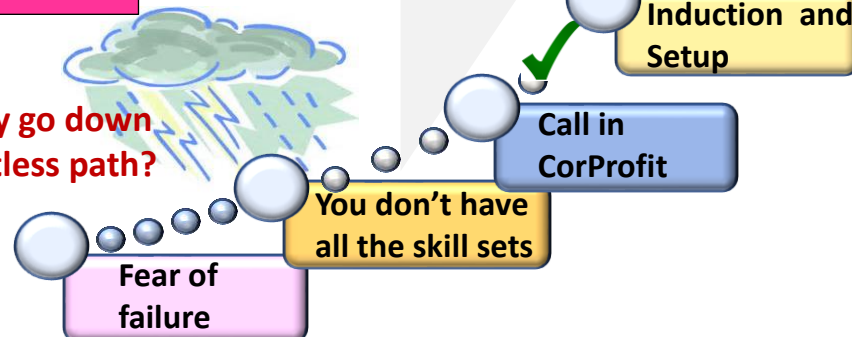 Induction and
Setup
go down
path?
Call in
CorProfit
You don't have
all the skill sets
Fear of
failure